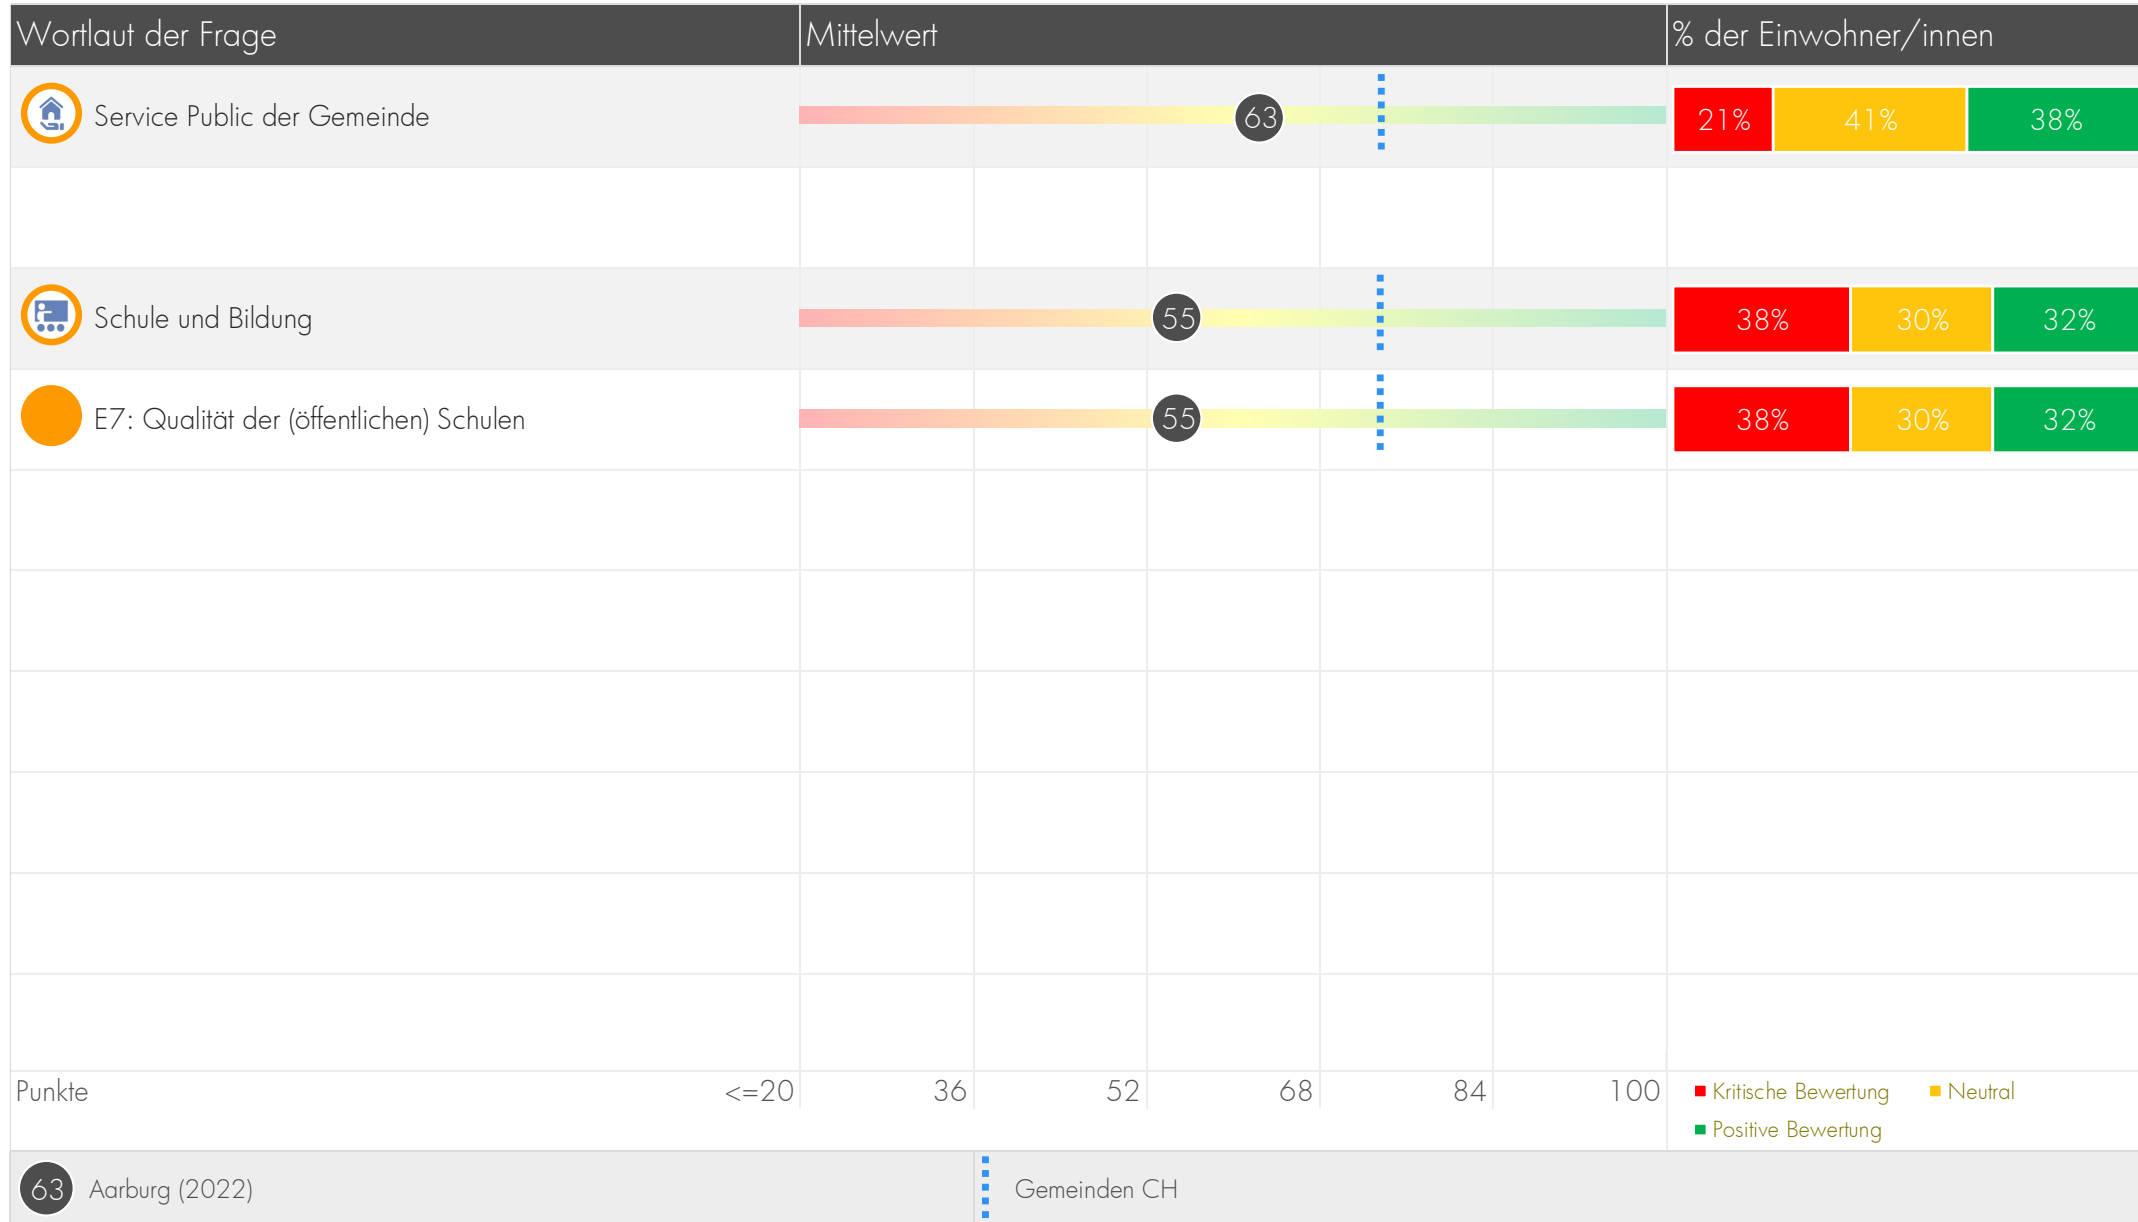 Wortlaut der Frage Mittelwert % der Einwohner/innen
Service Public der Gemeinde 63 21% 41% 38%
Schule und Bildung 55 38% 30% 32%
E7: Qualität der (öffentlichen) Schulen 55 38% 30% 32%
Punkte <=20 36 52 68 84 100 Kritische Bewertung Neutral
Positive Bewertung
63 Aarburg (2022) Gemeinden CH